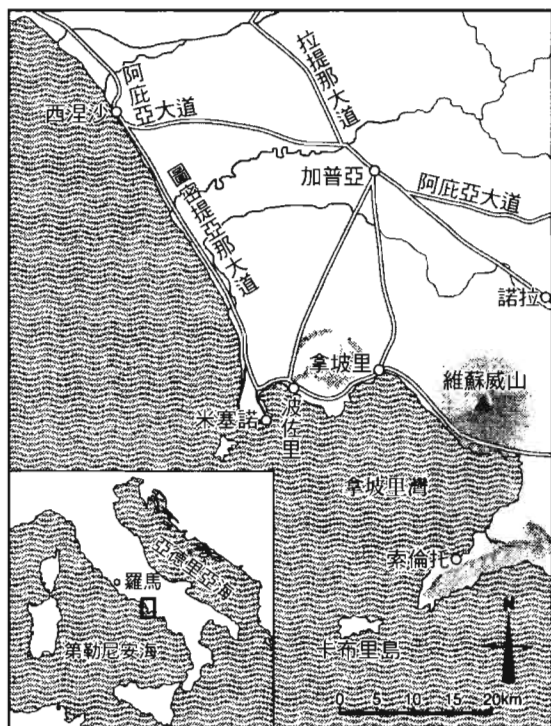 阿庇亞大道
拉提那大道
西涅沙
加普亞
阿庇亞大道
圖密提亞那大道
諾拉
拿坡里
維蘇威山
米塞諾
波佐里
拿坡里灣
索倫托
卡布里島
亞德里亞海
羅馬
第勒尼安海
N
0 5 10 15 20km